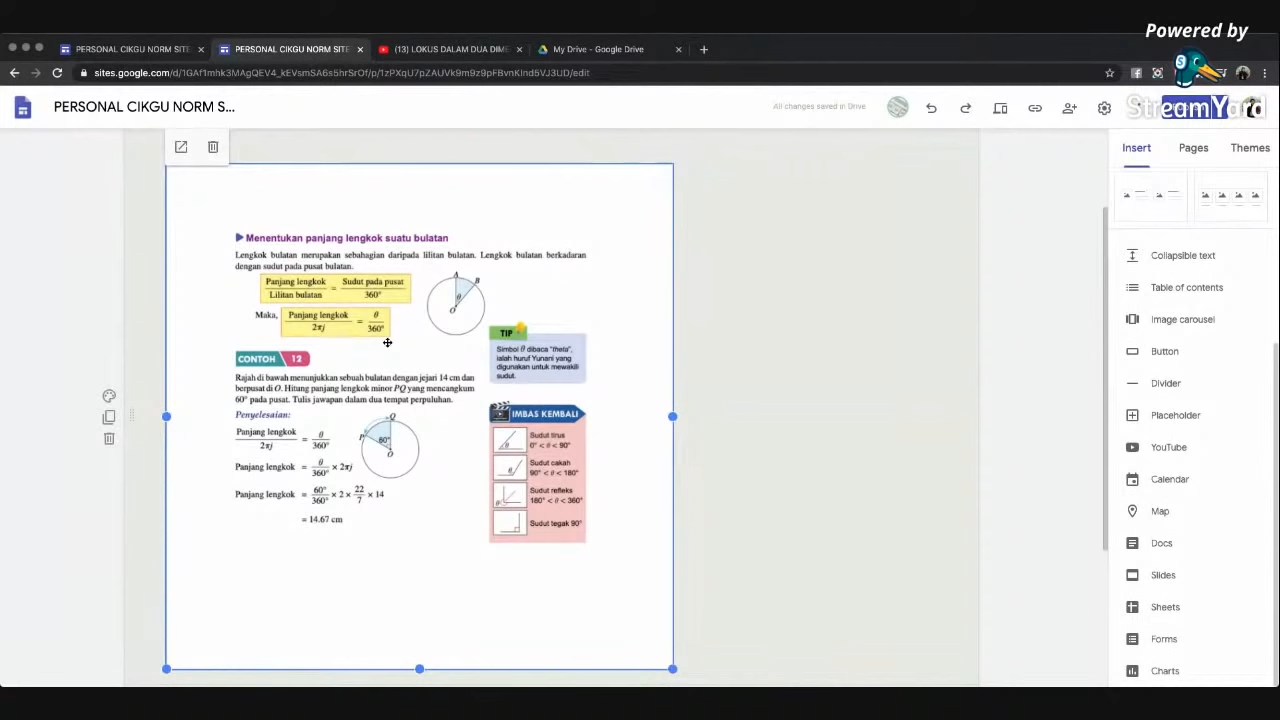 Powered by
StreamYard
PERSONAL CIKGU NORM SITE
PERSONAL CIKGU NORM SITE
(13) LOKUS DALAM DUA DIME
My Drive - Google Drive
sites.google.com/d/1GAf1mhk3MAgQEV4_kEVsmSA6s5hrSrOf/p/1zPXqU7pZAUVk9m9z9pFBvnKInd5VJ3UD/edit
PERSONAL CIKGU NORM S...
All changes saved in Drive
Insert
Pages
Themes
Menentukan panjang lengkok suatu bulatan
Lengkok bulatan merupakan sebahagian daripada lilitan bulatan. Lengkok bulatan berkadaran
dengan sudut pada pusat bulatan.
Panjang lengkok / Lilitan bulatan = Sudut pada pusat / 360°
Maka, Panjang lengkok / 2πj = θ / 360°
A
B
θ
O
TIP
Simbol θ dibaca "theta",
ialah huruf Yunani yang
digunakan untuk mewakili
sudut.
CONTOH 12
Rajah di bawah menunjukkan sebuah bulatan dengan jejari 14 cm dan
berpusat di O. Hitung panjang lengkok minor PQ yang mencangkum
60° pada pusat. Tulis jawapan dalam dua tempat perpuluhan.
Penyelesaian:
Panjang lengkok / 2πj = θ / 360°
Panjang lengkok = θ / 360° × 2πj
Panjang lengkok = 60° / 360° × 2 × 22 / 7 × 14
= 14.67 cm
Q
P
60°
O
IMBAS KEMBALI
Sudut tirus
0° < θ < 90°
Sudut cakah
90° < θ < 180°
Sudut refleks
180° < θ < 360°
Sudut tegak 90°
Collapsible text
Table of contents
Image carousel
Button
Divider
Placeholder
YouTube
Calendar
Map
Docs
Slides
Sheets
Forms
Charts